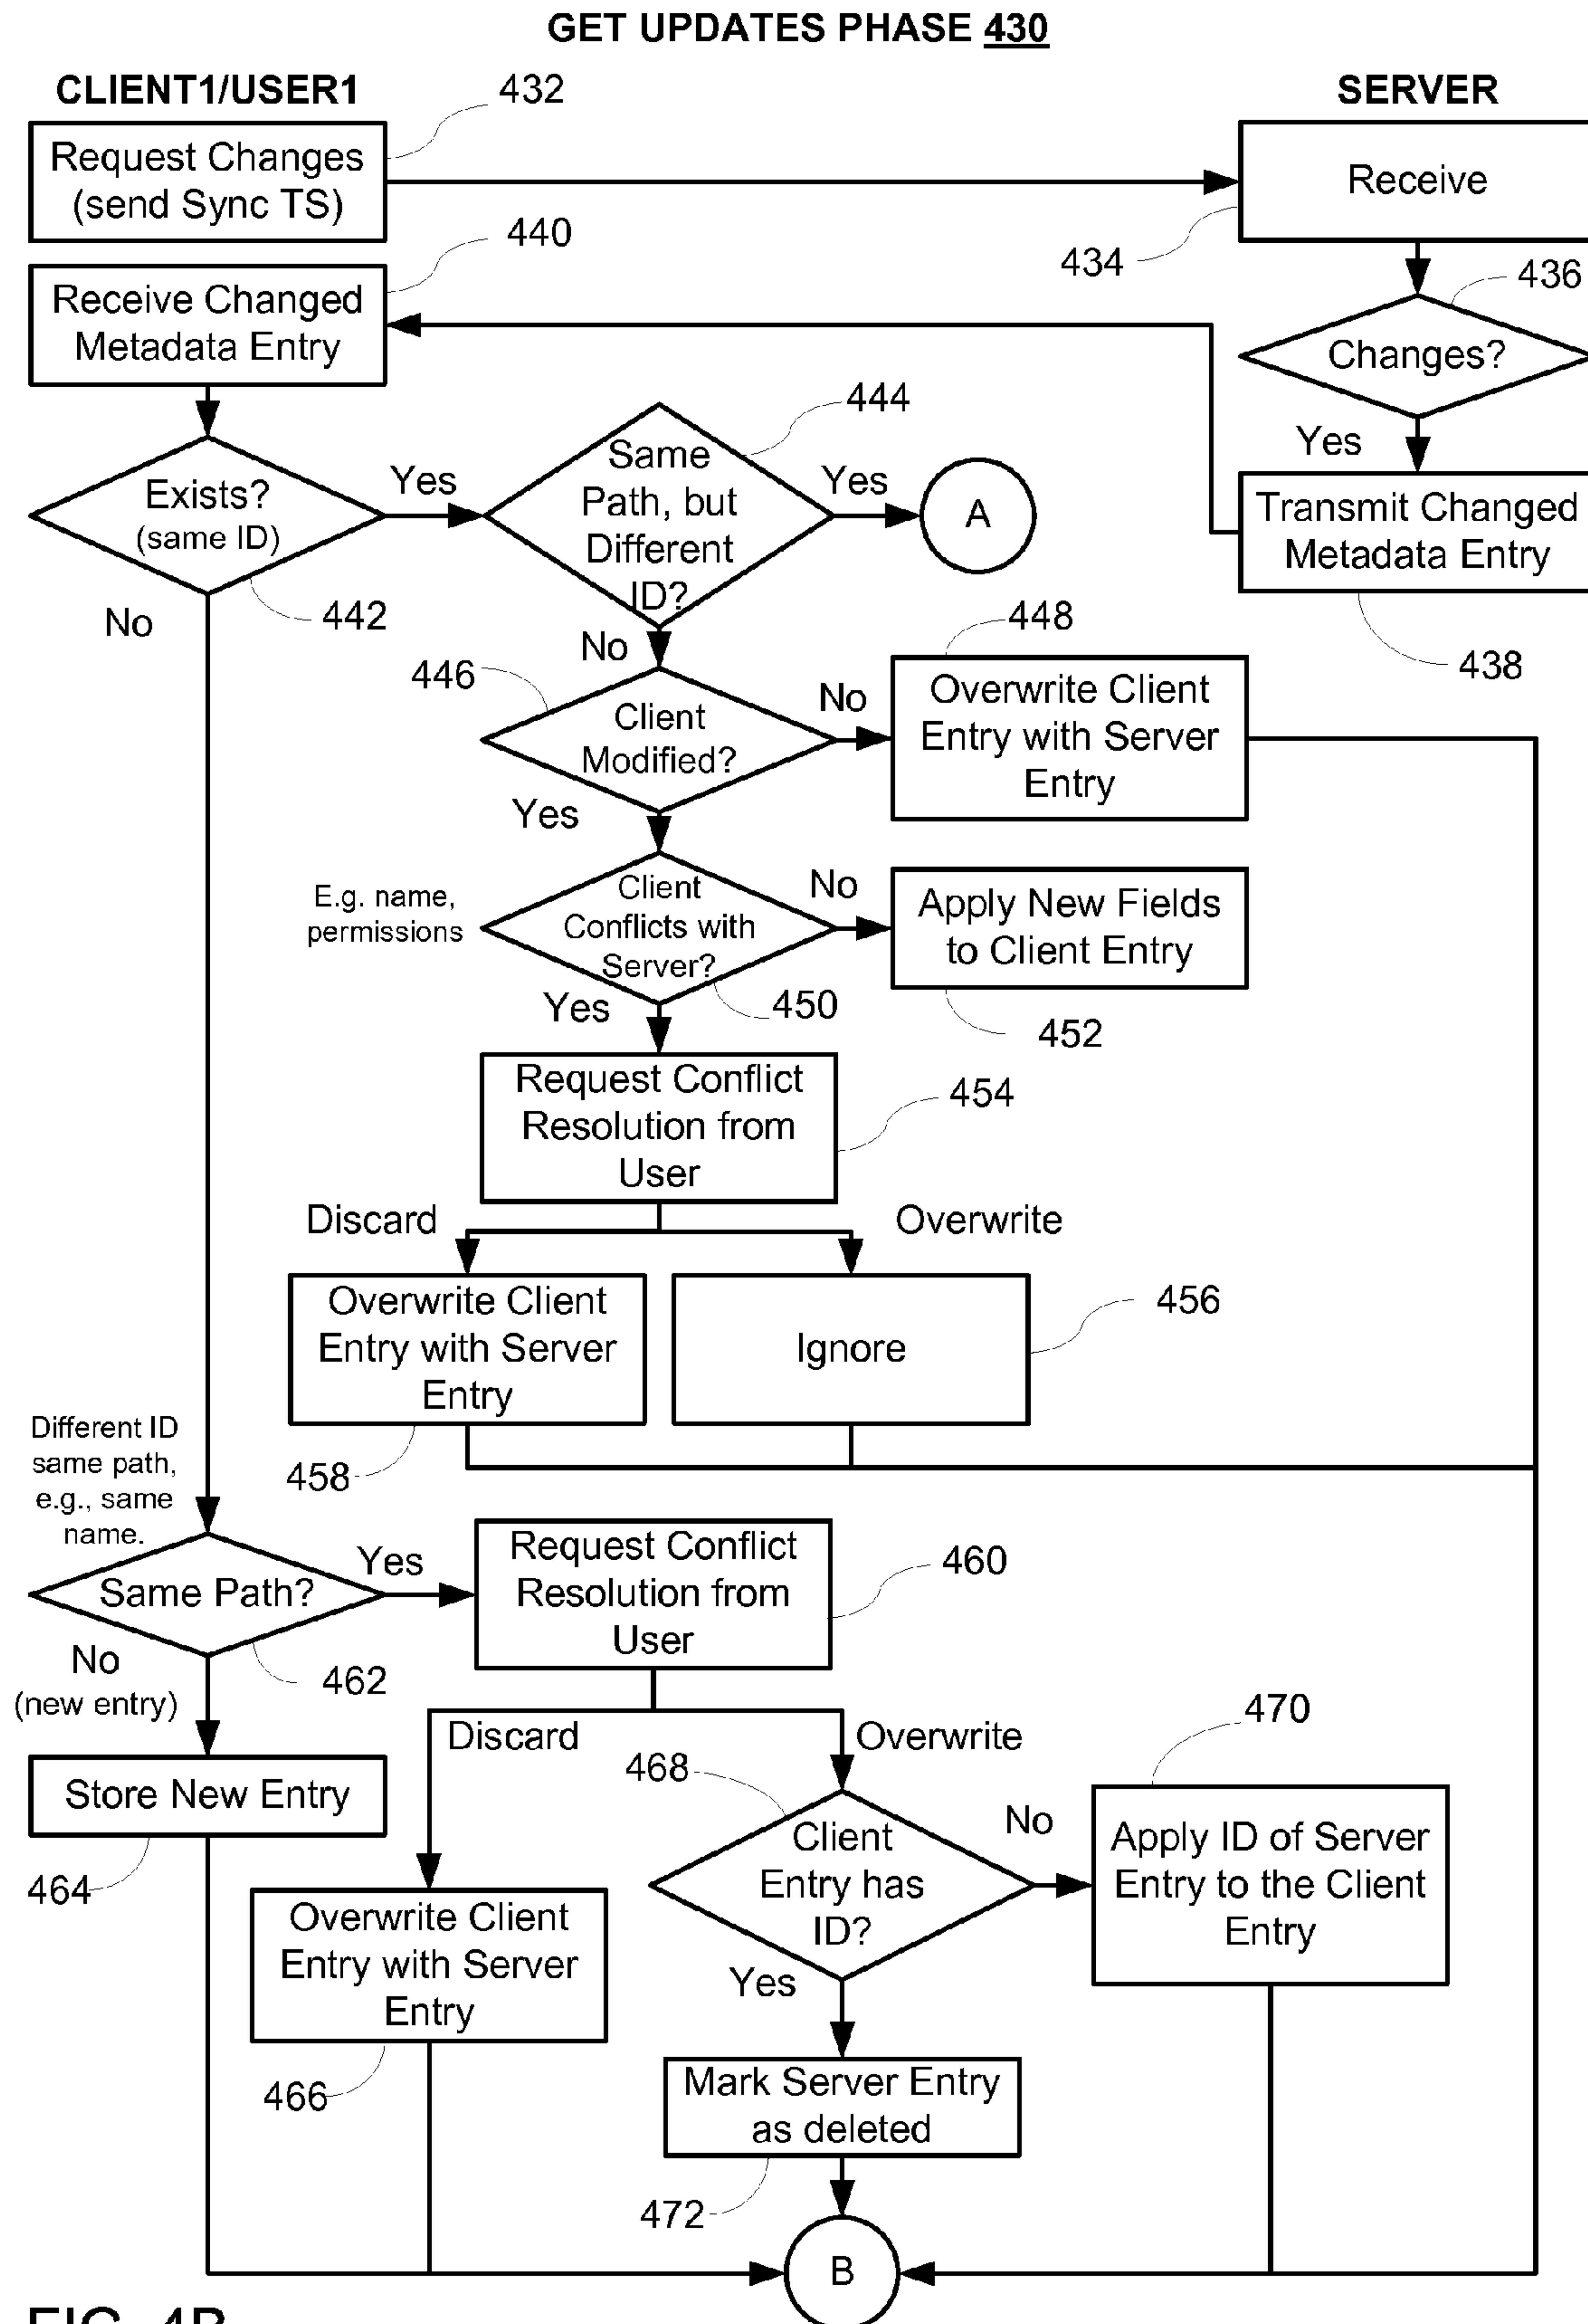 GET UPDATES PHASE 430
CLIENT1/USER1
432
SERVER
Request Changes
(send Sync TS)
Receive
440
434
436
Receive Changed
Metadata Entry
Changes?
444
Yes
Exists?
(same ID)
Yes
Same
Path, but
Different
ID?
Yes
A
Transmit Changed
Metadata Entry
No
442
448
438
No
446
Client
Modified?
No
Overwrite Client
Entry with Server
Entry
Yes
E.g. name,
permissions
Client
Conflicts with
Server?
No
Apply New Fields
to Client Entry
Yes
450
452
Request Conflict
Resolution from
User
454
Discard
Overwrite
Overwrite Client
Entry with Server
Entry
Ignore
456
458
Different ID
same path,
e.g., same
name.
Same Path?
Yes
Request Conflict
Resolution from
User
460
No
(new entry)
462
Discard
Overwrite
470
468
Store New Entry
464
Client
Entry has
ID?
No
Apply ID of Server
Entry to the Client
Entry
Overwrite Client
Entry with Server
Entry
Yes
466
Mark Server Entry
as deleted
472
B
FIG. 4B